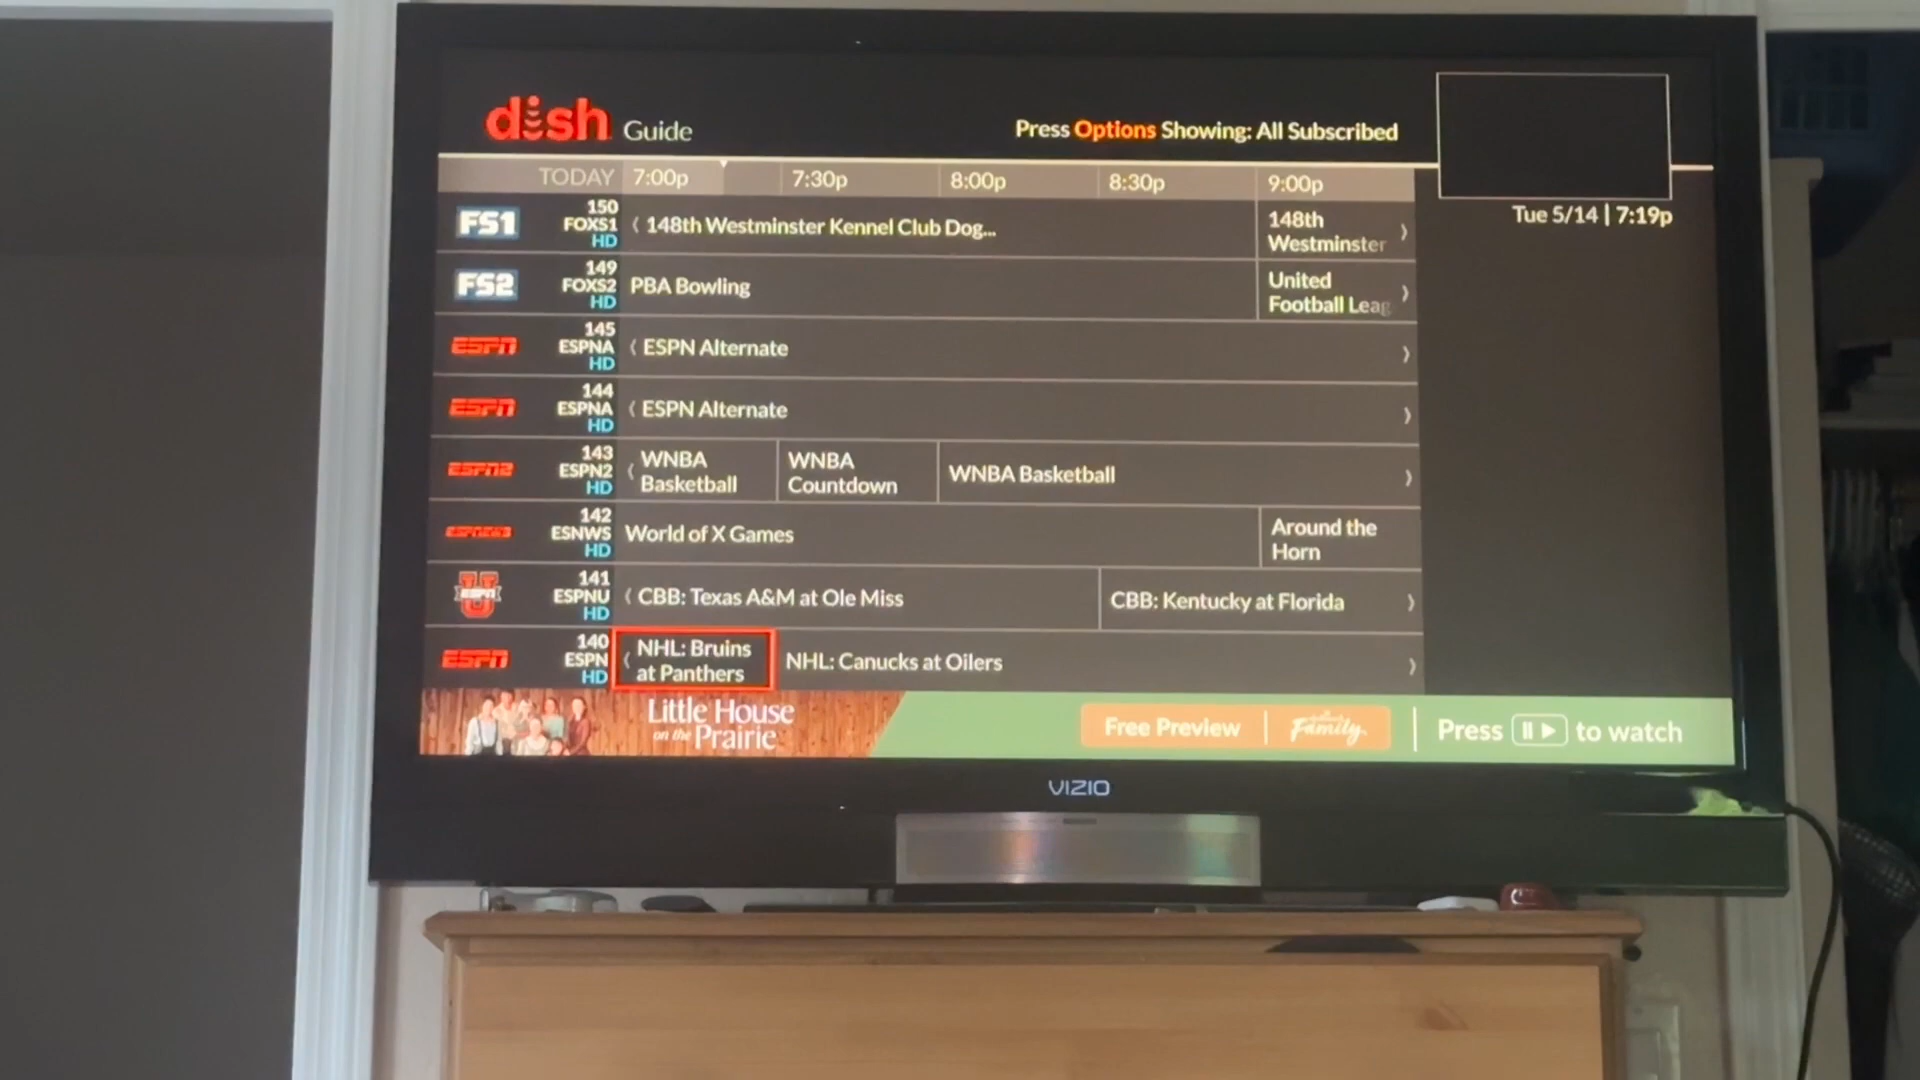 dish Guide
Press Options Showing: All Subscribed
TODAY 7:00p 7:30p 8:00p 8:30p 9:00p
Tue 5/14 | 7:19p
FS1
150
FOXS1
HD
148th Westminster Kennel Club Dog...
148th
Westminster
FS2
149
FOXS2
HD
PBA Bowling
United
Football Leag
ESPN
145
ESPNA
HD
ESPN Alternate
ESPN
144
ESPNA
HD
ESPN Alternate
ESPN2
143
ESPN2
HD
WNBA
Basketball
WNBA
Countdown
WNBA Basketball
142
ESNWS
HD
World of X Games
Around the
Horn
ESPN U
141
ESPNU
HD
CBB: Texas A&M at Ole Miss
CBB: Kentucky at Florida
ESPN
140
ESPN
HD
NHL: Bruins
at Panthers
NHL: Canucks at Oilers
Little House
on the Prairie
Free Preview
Family
Press to watch
VIZIO